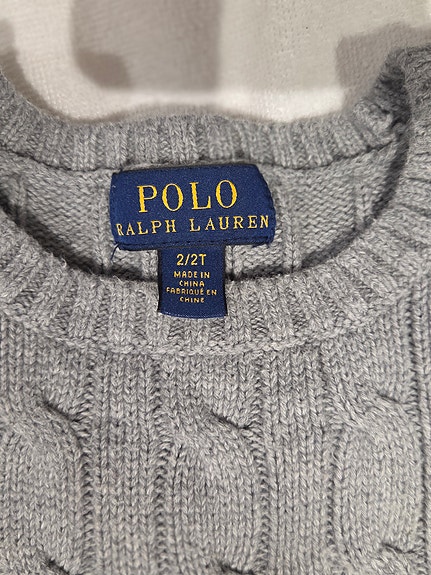 POLO
RALPH LAUREN
2/2T
MADE IN
CHINA
FABRIQUÉ EN
CHINE